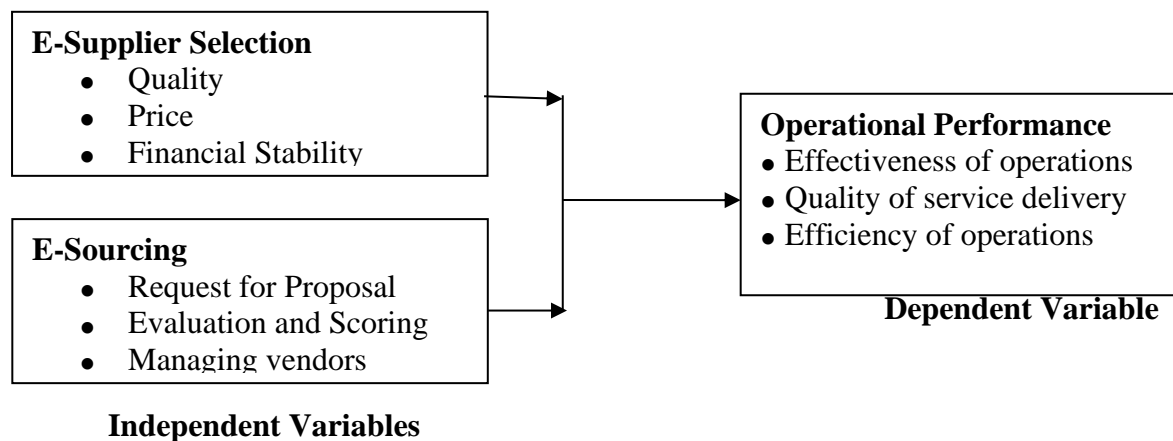 E-Supplier Selection
● Quality
● Price
● Financial Stability
E-Sourcing
● Request for Proposal
● Evaluation and Scoring
● Managing vendors
Independent Variables
Operational Performance
● Effectiveness of operations
● Quality of service delivery
● Efficiency of operations
Dependent Variable